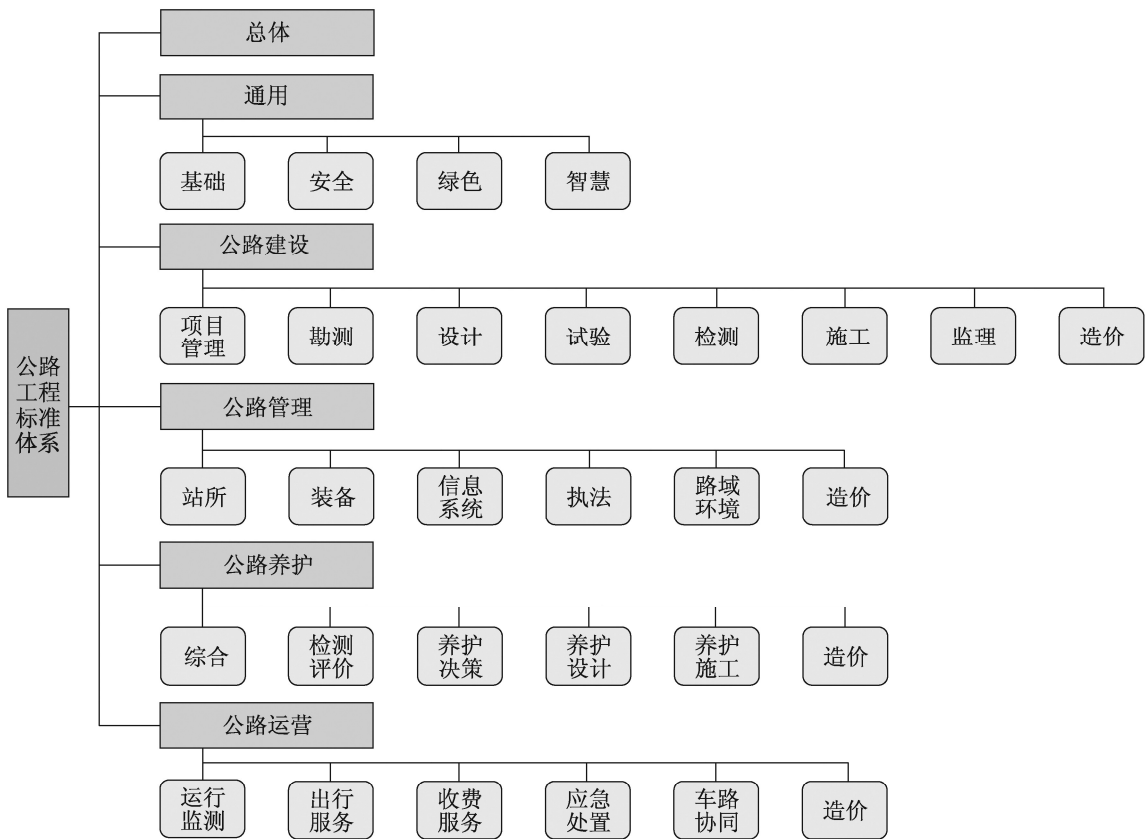 总体
通用
基础
安全
绿色
智慧
公路建设
项目
管理
勘测
设计
试验
检测
施工
监理
造价
公路
工程
标准
体系
公路管理
站所
装备
信息
系统
执法
路域
环境
造价
公路养护
综合
检测
评价
养护
决策
养护
设计
养护
施工
造价
公路运营
运行
监测
出行
服务
收费
服务
应急
处置
车路
协同
造价